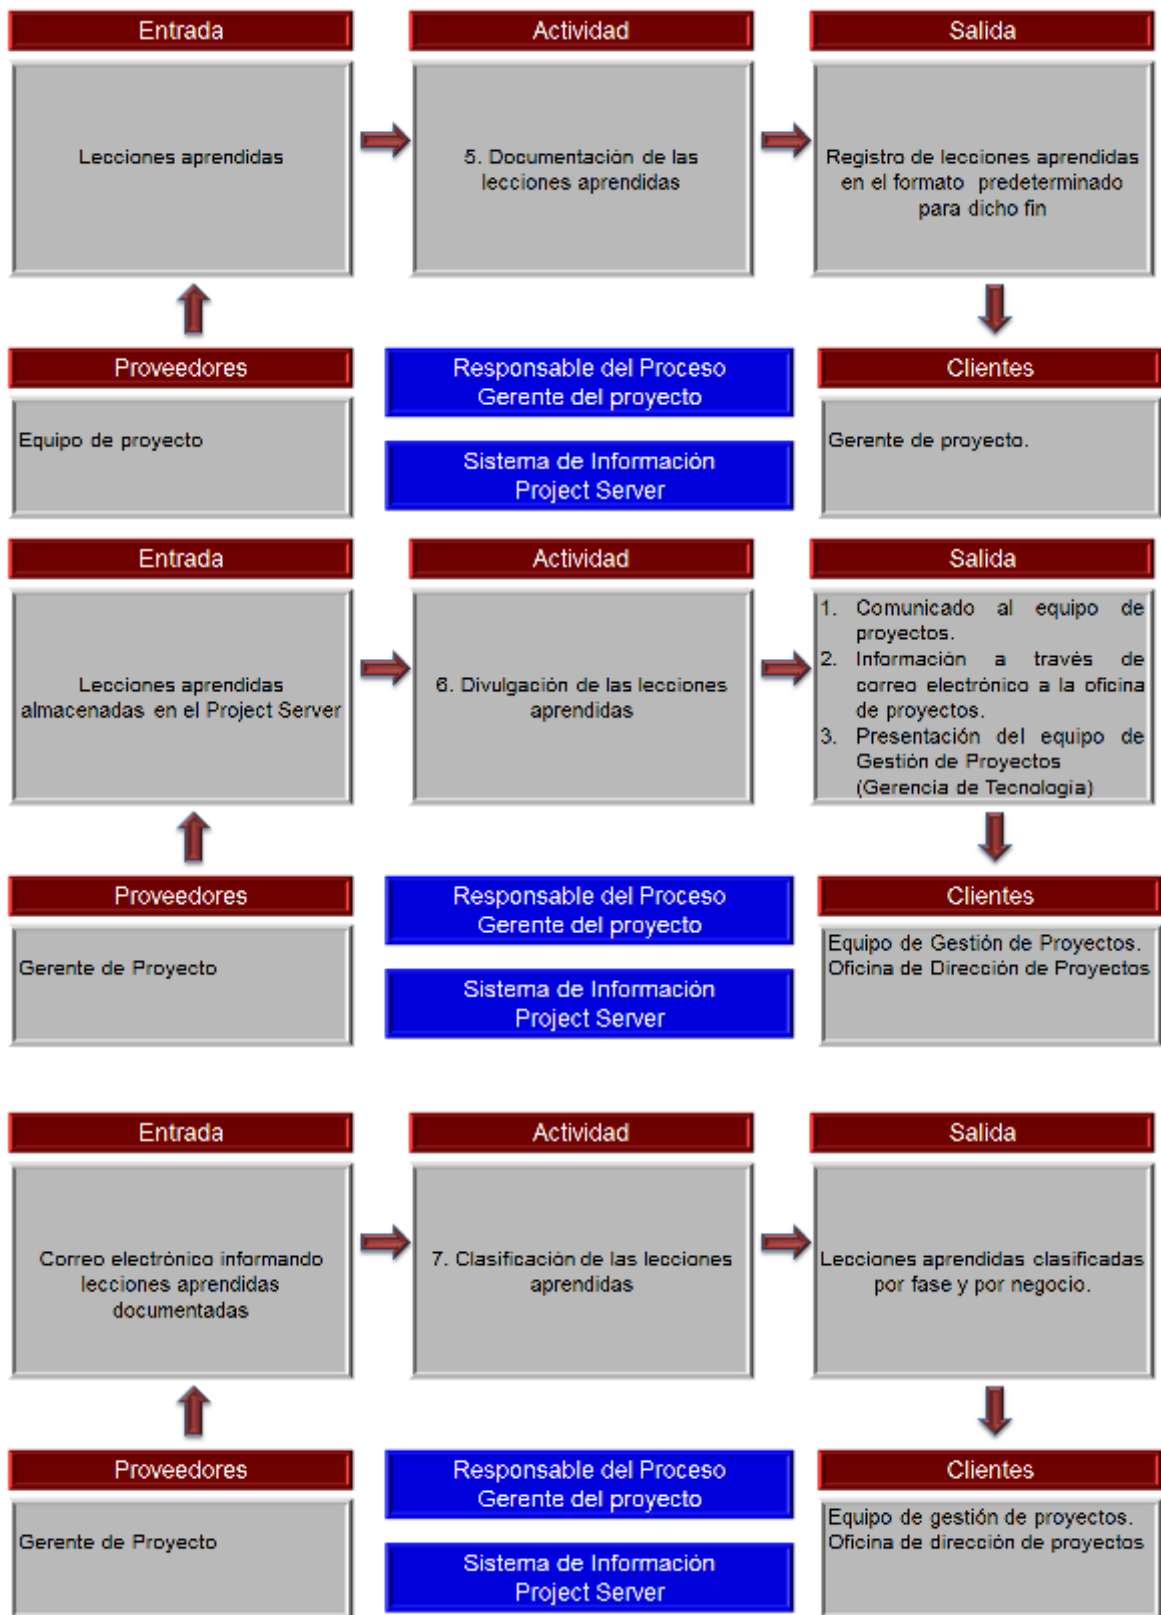 Entrada
Actividad
Salida
Lecciones aprendidas
5. Documentación de las
lecciones aprendidas
Registro de lecciones aprendidas
en el formato predeterminado
para dicho fin
Proveedores
Responsable del Proceso
Gerente del proyecto
Clientes
Equipo de proyecto
Sistema de Información
Project Server
Gerente de proyecto.
Entrada
Actividad
Salida
Lecciones aprendidas
almacenadas en el Project Server
6. Divulgación de las lecciones
aprendidas
1. Comunicado al equipo de
proyectos.
2. Información a través de
correo electrónico a la oficina
de proyectos.
3. Presentación del equipo de
Gestión de Proyectos
(Gerencia de Tecnología)
Proveedores
Responsable del Proceso
Gerente del proyecto
Clientes
Gerente de Proyecto
Sistema de Información
Project Server
Equipo de Gestión de Proyectos.
Oficina de Dirección de Proyectos
Entrada
Actividad
Salida
Correo electrónico informando
lecciones aprendidas
documentadas
7. Clasificación de las lecciones
aprendidas
Lecciones aprendidas clasificadas
por fase y por negocio.
Proveedores
Responsable del Proceso
Gerente del proyecto
Clientes
Gerente de Proyecto
Sistema de Información
Project Server
Equipo de gestión de proyectos.
Oficina de dirección de proyectos